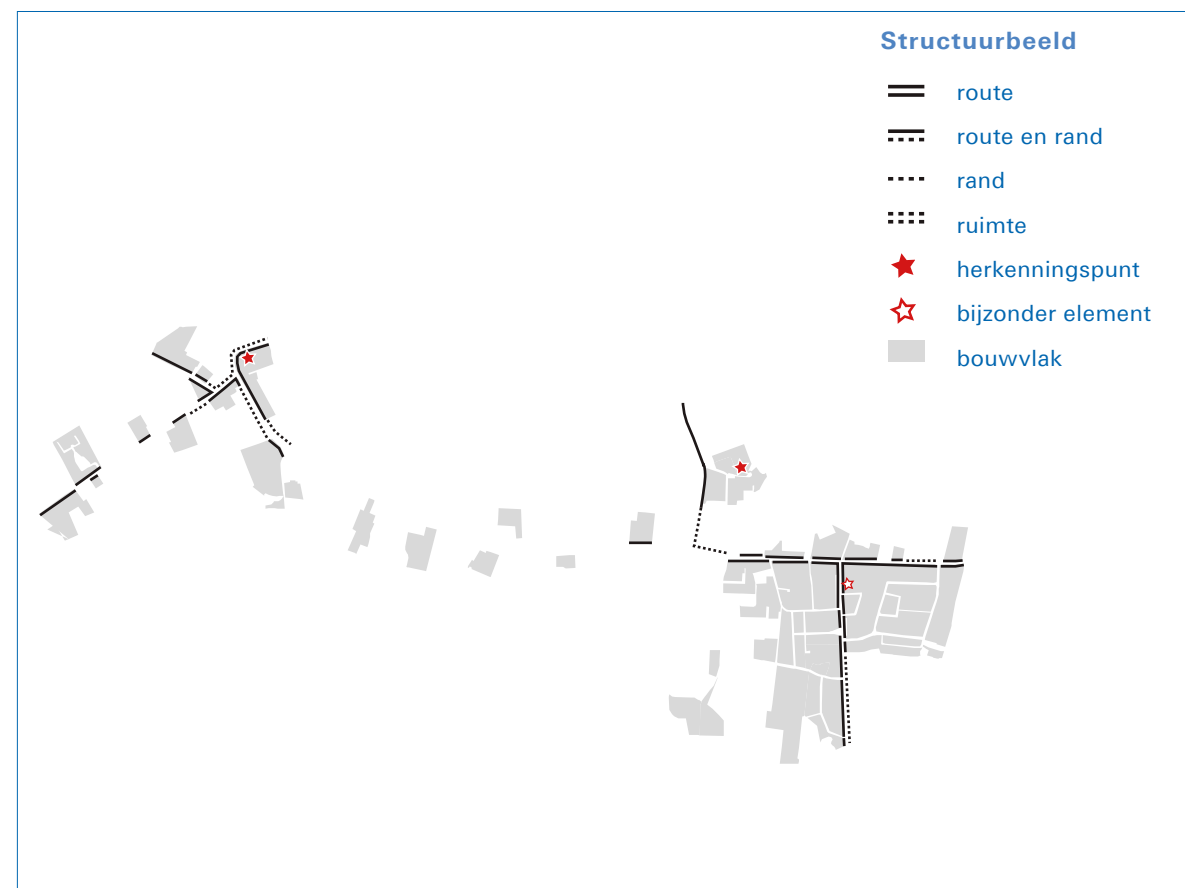 Structuurbeeld
route
route en rand
rand
ruimte
herkenningspunt
bijzonder element
bouwvlak